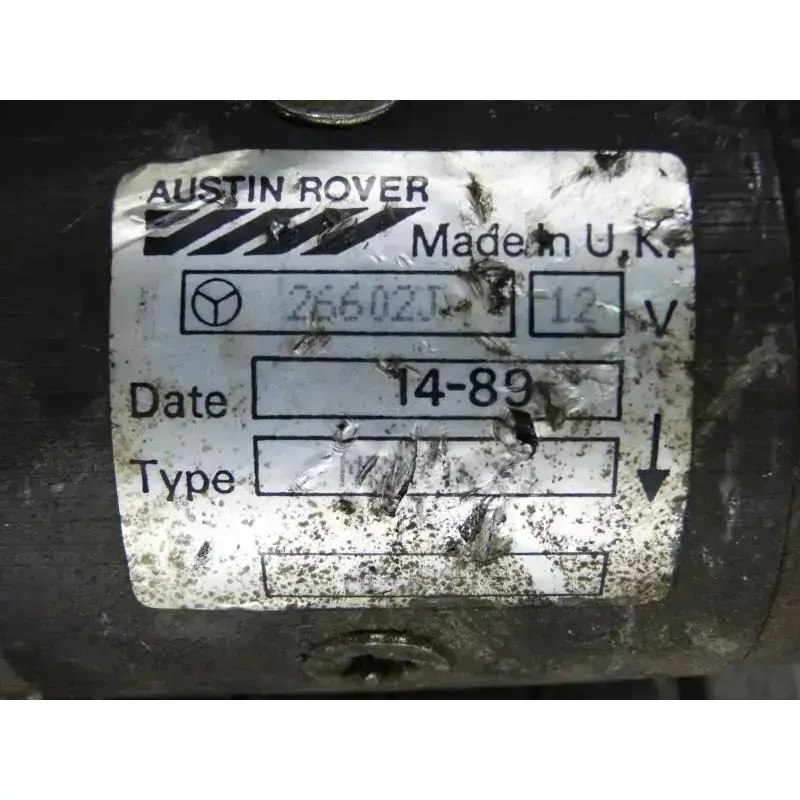 AUSTIN ROVER
Made in U.K.
26602J 12 V
Date 14-89
Type